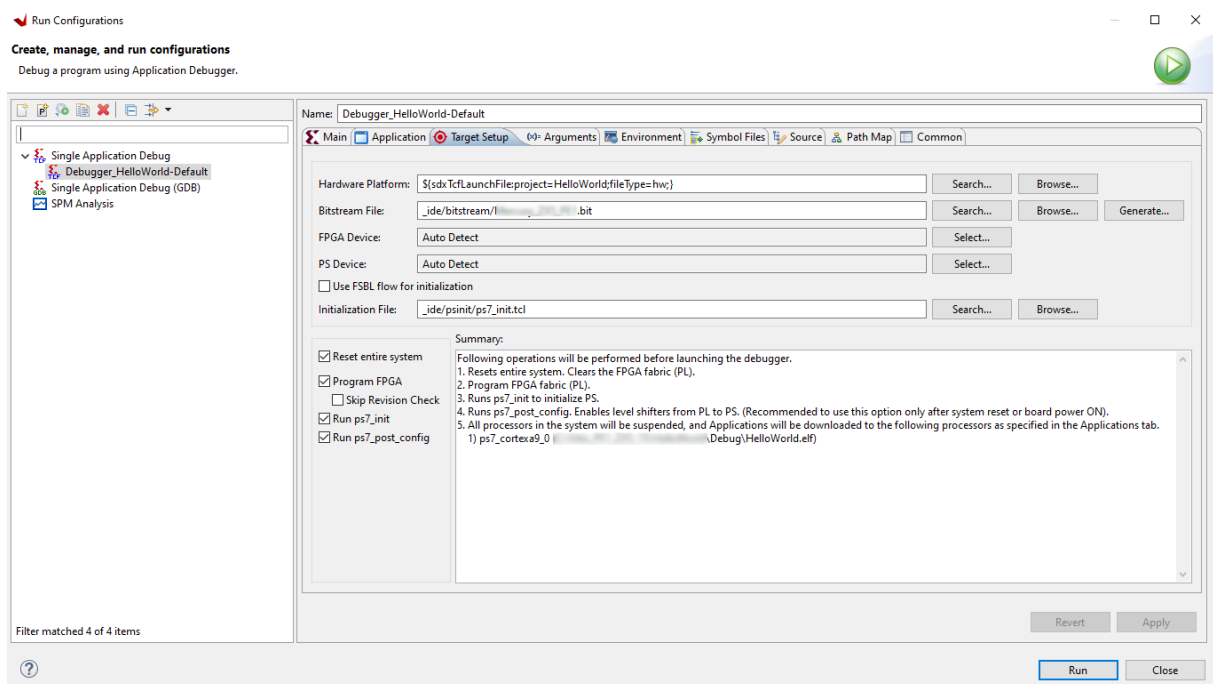 Run Configurations
Create, manage, and run configurations
Debug a program using Application Debugger.
Name: Debugger_HelloWorld-Default
Main Application Target Setup (x)= Arguments Environment Symbol Files Source Path Map Common
Single Application Debug
Debugger_HelloWorld-Default
Single Application Debug (GDB)
SPM Analysis
Hardware Platform: ${sdxTcfLaunchFile:project=HelloWorld;fileType=hw;} Search... Browse...
Bitstream File: _ide/bitstream/ .bit Search... Browse... Generate...
FPGA Device: Auto Detect Select...
PS Device: Auto Detect Select...
Use FSBL flow for initialization
Initialization File: _ide/psinit/ps7_init.tcl Search... Browse...
Reset entire system
Program FPGA
Skip Revision Check
Run ps7_init
Run ps7_post_config
Summary:
Following operations will be performed before launching the debugger.
1. Resets entire system. Clears the FPGA fabric (PL).
2. Program FPGA fabric (PL).
3. Runs ps7_init to initialize PS.
4. Runs ps7_post_config. Enables level shifters from PL to PS. (Recommended to use this option only after system reset or board power ON).
5. All processors in the system will be suspended, and Applications will be downloaded to the following processors as specified in the Applications tab.
1) ps7_cortexa9_0 ( \Debug\HelloWorld.elf)
Filter matched 4 of 4 items
Revert Apply
Run Close